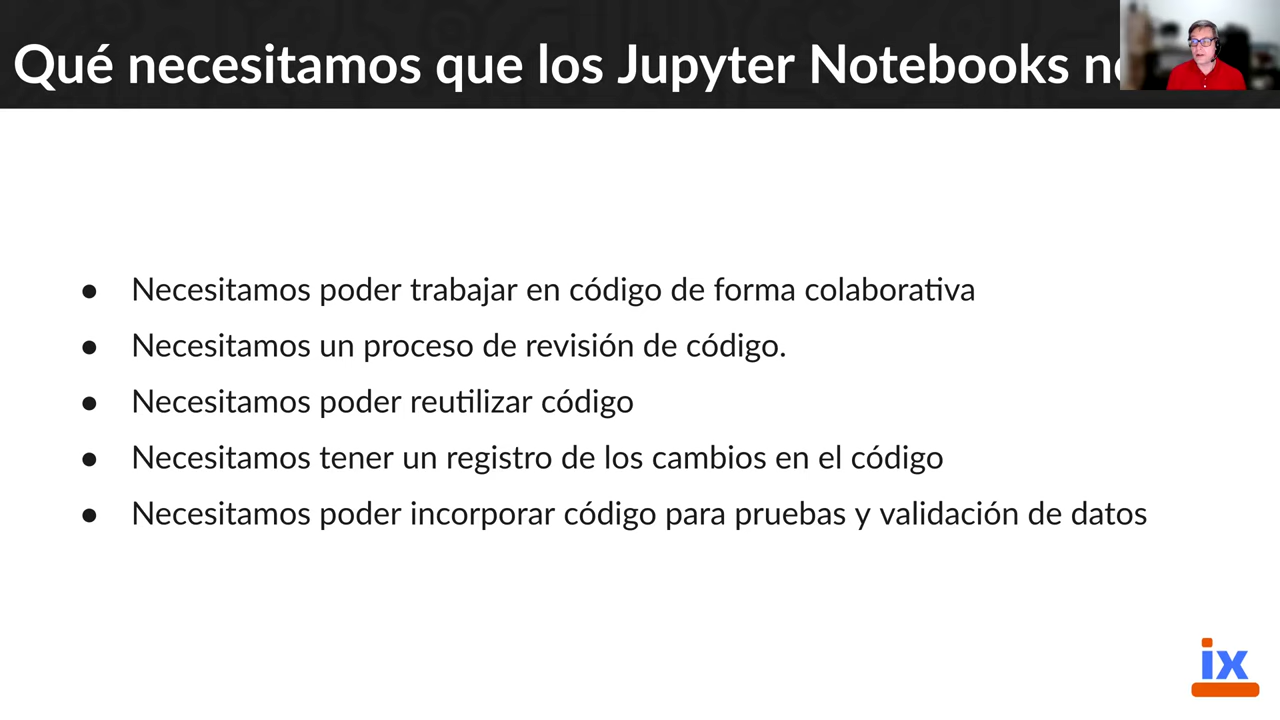 Qué necesitamos que los Jupyter Notebooks
Necesitamos poder trabajar en código de forma colaborativa
Necesitamos un proceso de revisión de código.
Necesitamos poder reutilizar código
Necesitamos tener un registro de los cambios en el código
Necesitamos poder incorporar código para pruebas y validación de datos
ix